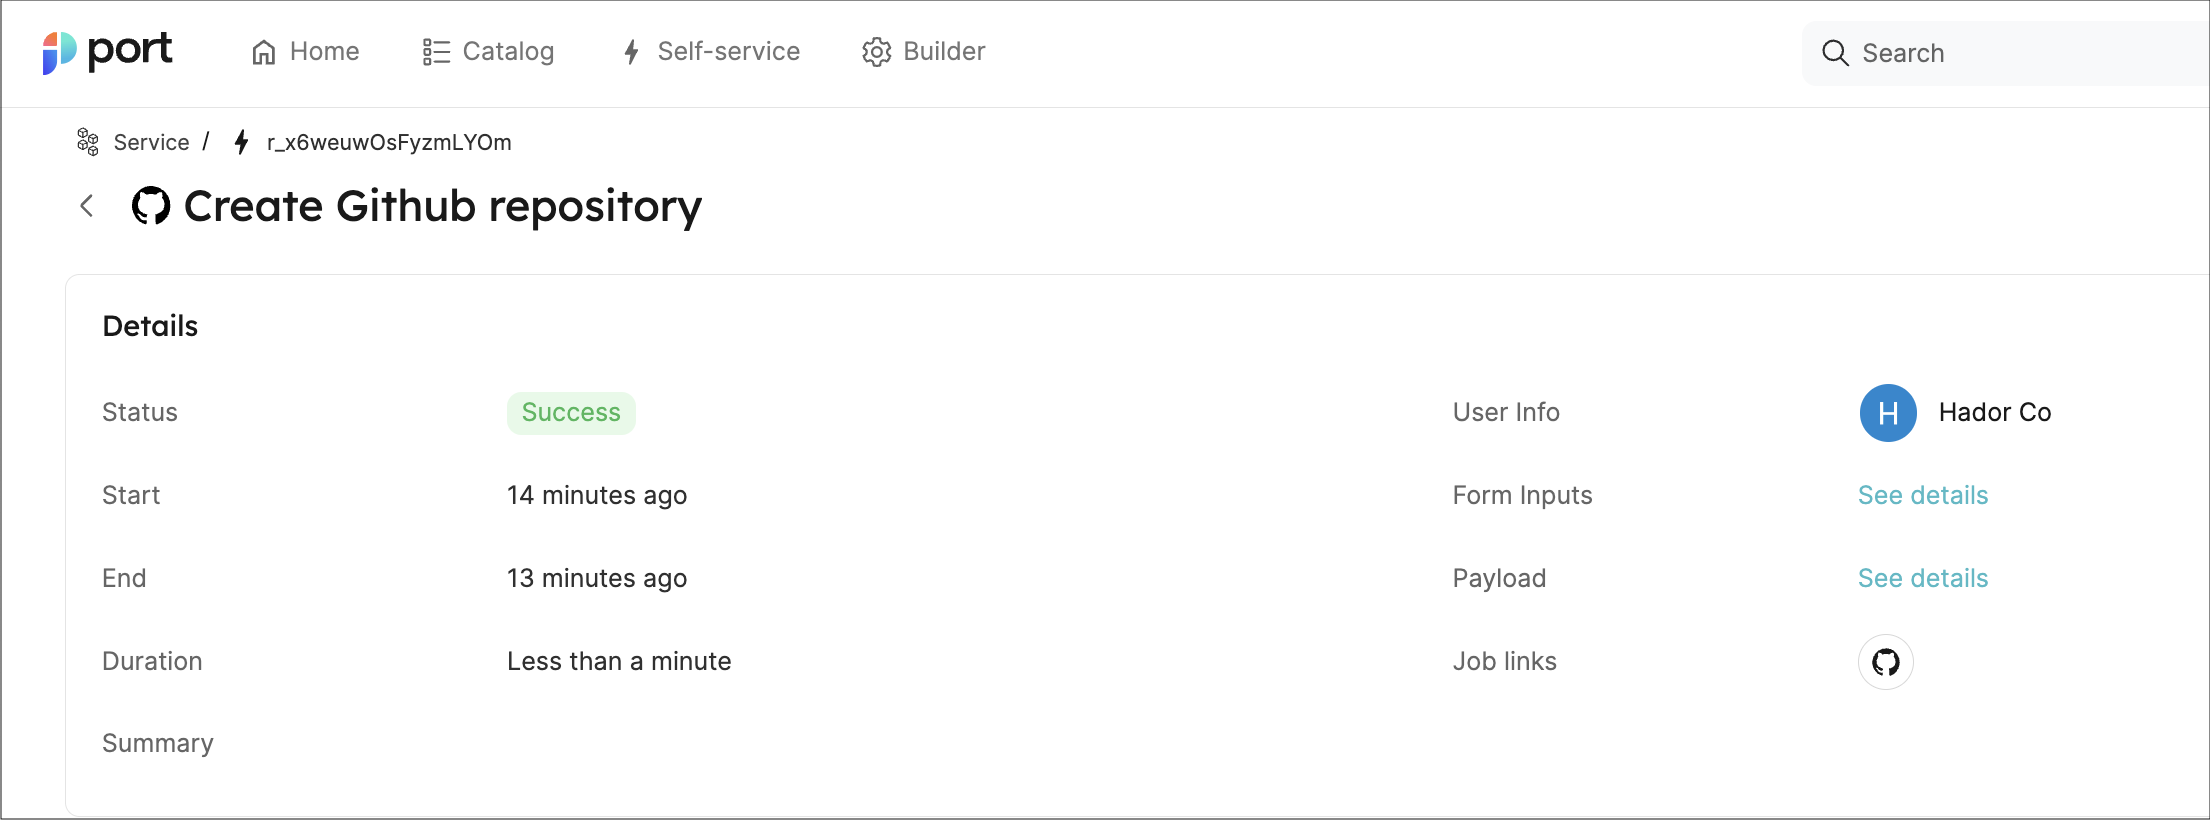 port Home Catalog Self-service Builder Search
Service / r_x6weuwOsFyzmLYOm
Create Github repository
Details
Status Success User Info H Hador Co
Start 14 minutes ago Form Inputs See details
End 13 minutes ago Payload See details
Duration Less than a minute Job links
Summary